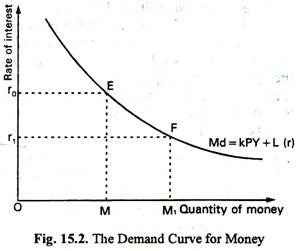 Rate of interest
E
r₀
F
r₁
Md = kPY + L (r)
O
M
M₁ Quantity of money
Fig. 15.2. The Demand Curve for Money